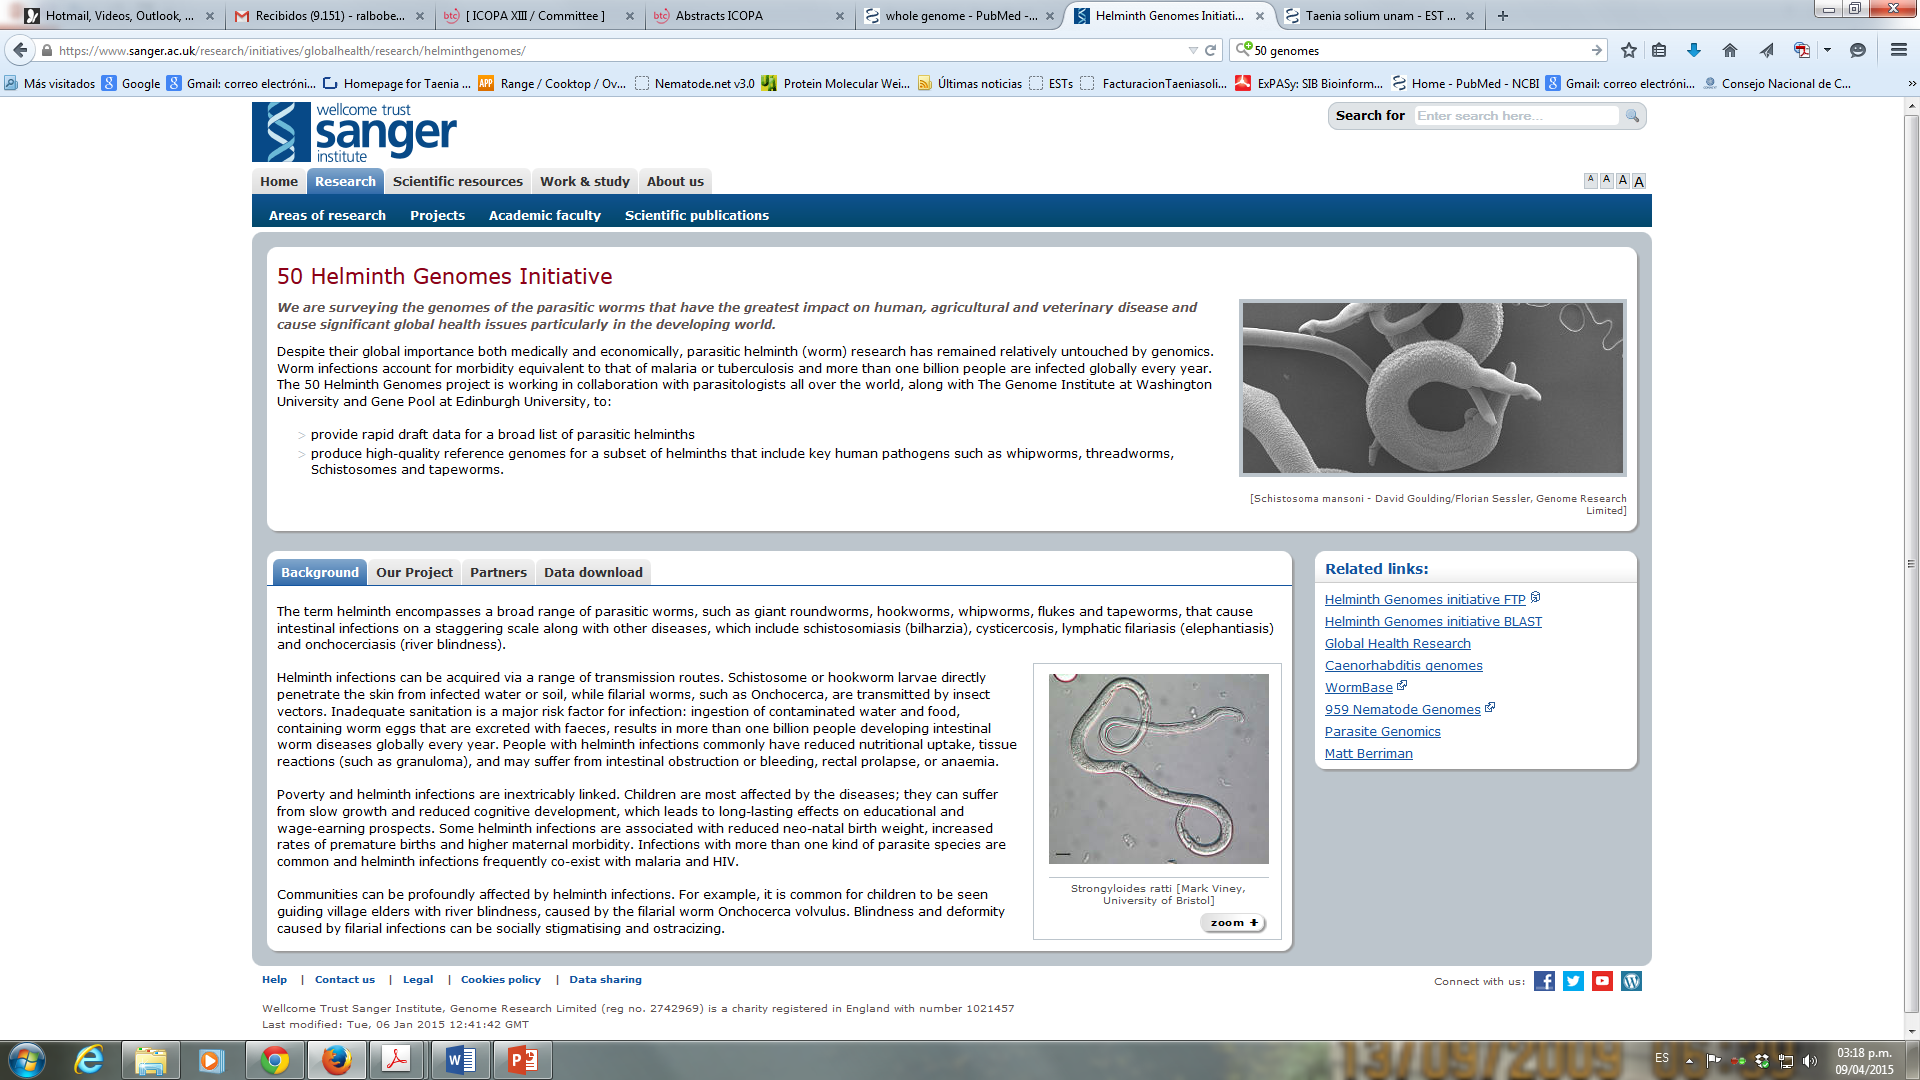 Hotmail, Videos, Outlook, ...
Recibidos (9.151) - ralbobe...
[ ICOPA XIII / Committee ]
Abstracts ICOPA
whole genome - PubMed -...
Helminth Genomes Initiati...
Taenia solium unam - EST ...
https://www.sanger.ac.uk/research/initiatives/globalhealth/research/helminthgenomes/
50 genomes
Más visitados
Google
Gmail: correo electróni...
Homepage for Taenia ...
APP
Range / Cooktop / Ov...
Nematode.net v3.0
Protein Molecular Wei...
Últimas noticias
ESTs
FacturacionTaeniasoli...
ExPASy: SIB Bioinform...
Home - PubMed - NCBI
Gmail: correo electróni...
Consejo Nacional de C...
wellcome trust
sanger
institute
Search for
Enter search here...
Home
Research
Scientific resources
Work & study
About us
A A A A
Areas of research
Projects
Academic faculty
Scientific publications
50 Helminth Genomes Initiative
We are surveying the genomes of the parasitic worms that have the greatest impact on human, agricultural and veterinary disease and
cause significant global health issues particularly in the developing world.
Despite their global importance both medically and economically, parasitic helminth (worm) research has remained relatively untouched by genomics.
Worm infections account for morbidity equivalent to that of malaria or tuberculosis and more than one billion people are infected globally every year.
The 50 Helminth Genomes project is working in collaboration with parasitologists all over the world, along with The Genome Institute at Washington
University and Gene Pool at Edinburgh University, to:
> provide rapid draft data for a broad list of parasitic helminths
> produce high-quality reference genomes for a subset of helminths that include key human pathogens such as whipworms, threadworms,
Schistosomes and tapeworms.
[Schistosoma mansoni - David Goulding/Florian Sessler, Genome Research
Limited]
Background
Our Project
Partners
Data download
The term helminth encompasses a broad range of parasitic worms, such as giant roundworms, hookworms, whipworms, flukes and tapeworms, that cause
intestinal infections on a staggering scale along with other diseases, which include schistosomiasis (bilharzia), cysticercosis, lymphatic filariasis (elephantiasis)
and onchocerciasis (river blindness).
Helminth infections can be acquired via a range of transmission routes. Schistosome or hookworm larvae directly
penetrate the skin from infected water or soil, while filarial worms, such as Onchocerca, are transmitted by insect
vectors. Inadequate sanitation is a major risk factor for infection: ingestion of contaminated water and food,
containing worm eggs that are excreted with faeces, results in more than one billion people developing intestinal
worm diseases globally every year. People with helminth infections commonly have reduced nutritional uptake, tissue
reactions (such as granuloma), and may suffer from intestinal obstruction or bleeding, rectal prolapse, or anaemia.
Poverty and helminth infections are inextricably linked. Children are most affected by the diseases; they can suffer
from slow growth and reduced cognitive development, which leads to long-lasting effects on educational and
wage-earning prospects. Some helminth infections are associated with reduced neo-natal birth weight, increased
rates of premature births and higher maternal morbidity. Infections with more than one kind of parasite species are
common and helminth infections frequently co-exist with malaria and HIV.
Communities can be profoundly affected by helminth infections. For example, it is common for children to be seen
guiding village elders with river blindness, caused by the filarial worm Onchocerca volvulus. Blindness and deformity
caused by filarial infections can be socially stigmatising and ostracizing.
Strongyloides ratti [Mark Viney,
University of Bristol]
zoom +
Related links:
Helminth Genomes initiative FTP
Helminth Genomes initiative BLAST
Global Health Research
Caenorhabditis genomes
WormBase
959 Nematode Genomes
Parasite Genomics
Matt Berriman
Help | Contact us | Legal | Cookies policy | Data sharing
Connect with us:
Wellcome Trust Sanger Institute, Genome Research Limited (reg no. 2742969) is a charity registered in England with number 1021457
Last modified: Tue, 06 Jan 2015 12:41:42 GMT
13/09/2009
ES
03:18 p.m.
09/04/2015